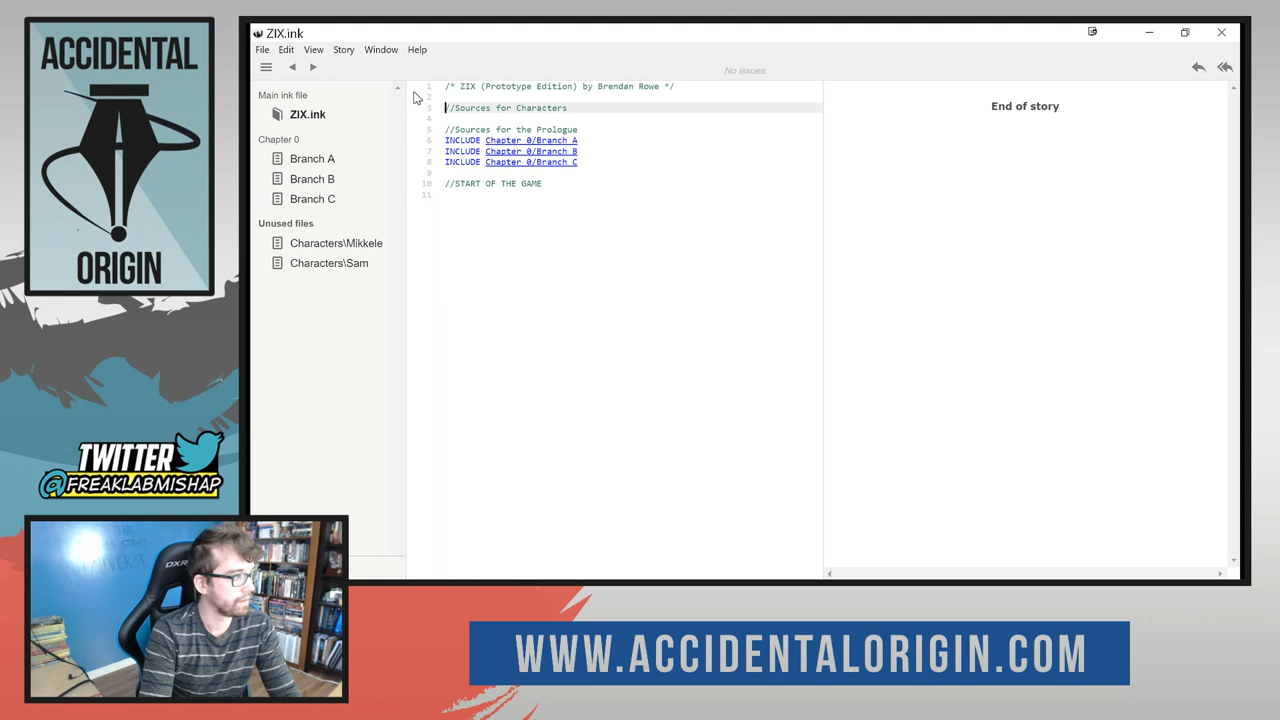 ACCIDENTAL
ORIGIN
TWITTER
@FREAKLABMISHAP
ZIX.ink
File Edit View Story Window Help
No issues.
Main ink file
ZIX.ink
Chapter 0
Branch A
Branch B
Branch C
Unused files
Characters\Mikkele
Characters\Sam
1 /* ZIX (Prototype Edition) by Brendan Rowe */
2
3 //Sources for Characters
4
5 //Sources for the Prologue
6 INCLUDE Chapter 0/Branch A
7 INCLUDE Chapter 0/Branch B
8 INCLUDE Chapter 0/Branch C
9
10 //START OF THE GAME
11
End of story
THE
UNIVERSE
DXR
WWW.ACCIDENTALORIGIN.COM